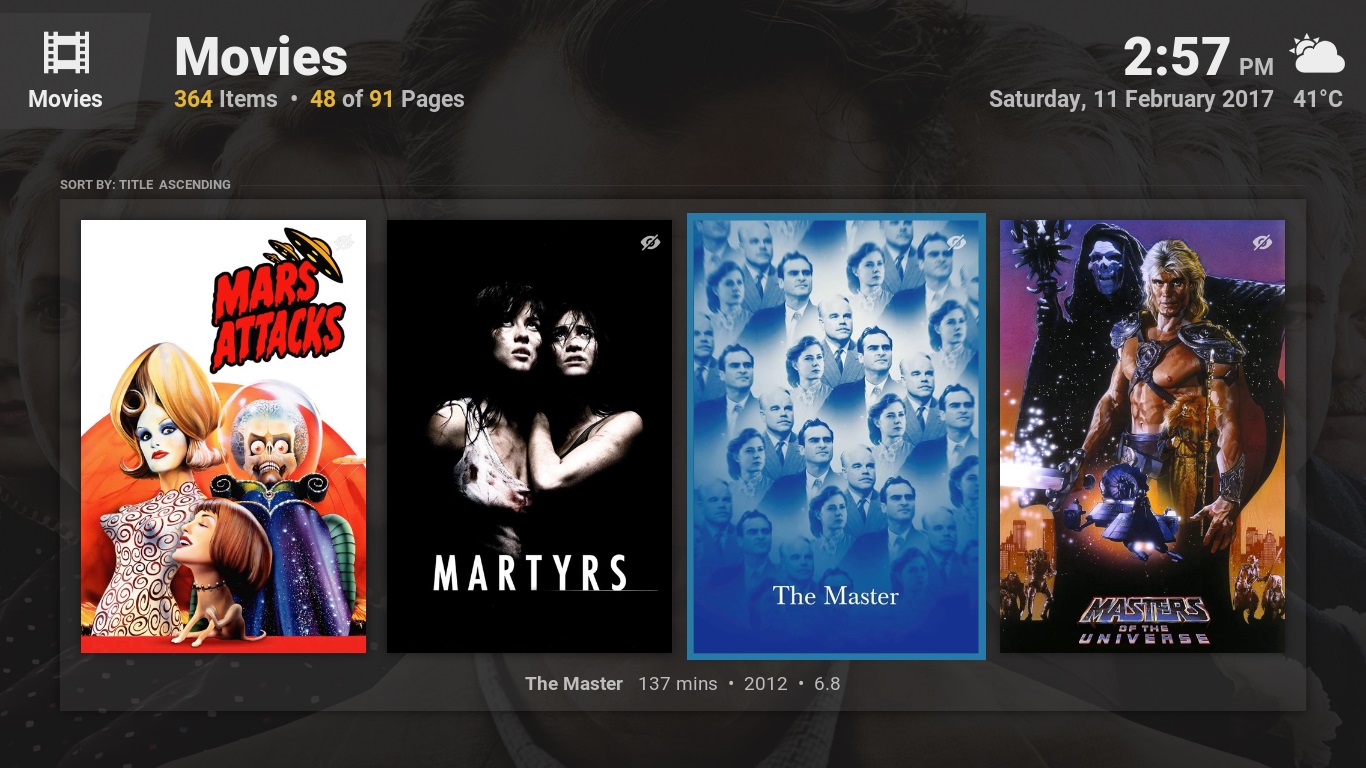 Movies
Movies
364 Items • 48 of 91 Pages
2:57 PM
Saturday, 11 February 2017 41°C
SORT BY: TITLE ASCENDING
MARS
ATTACKS
MARTYRS
The Master
MASTERS
OF THE
UNIVERSE
The Master 137 mins • 2012 • 6.8